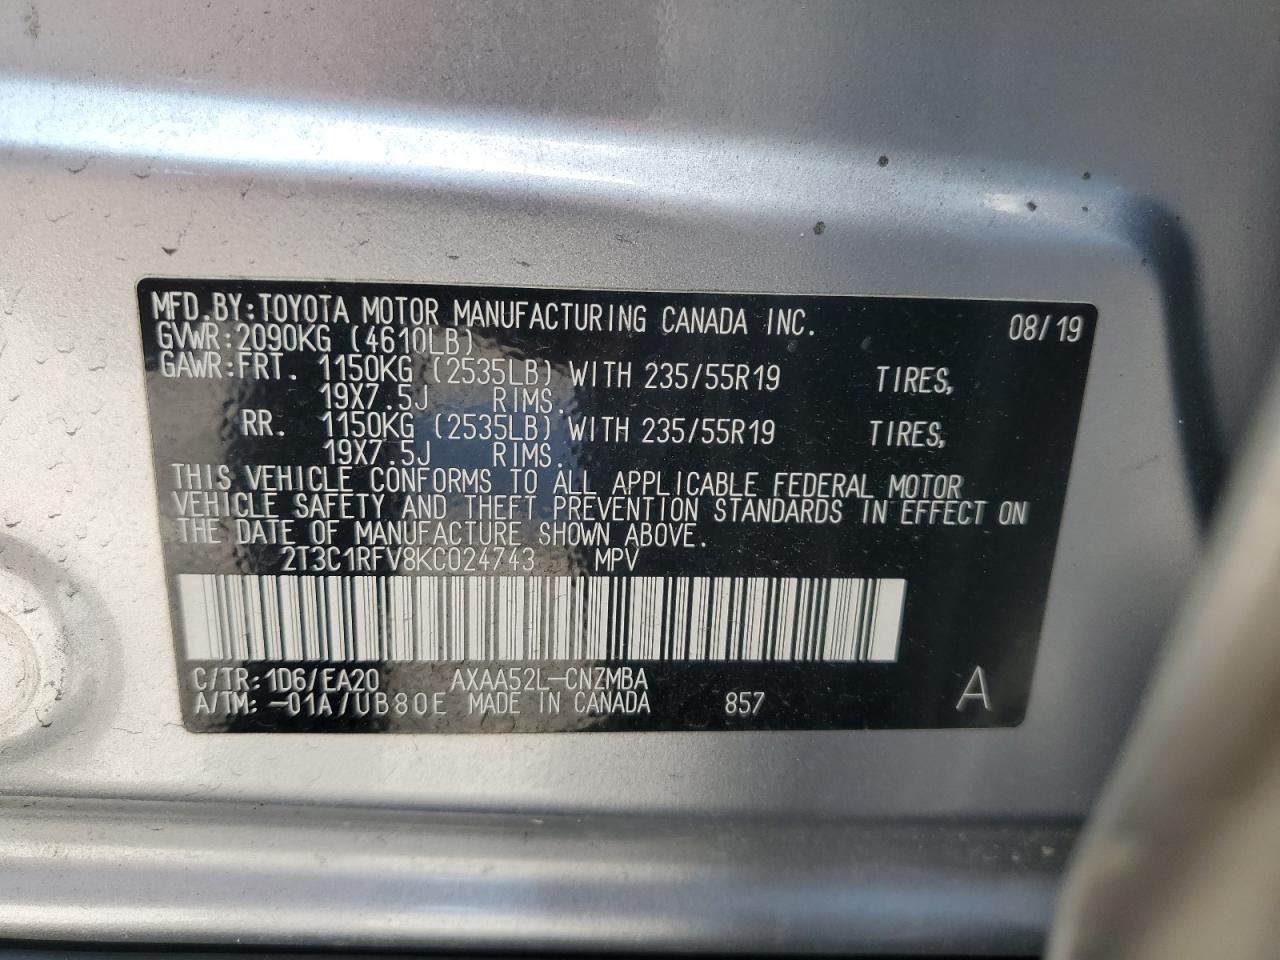 MFD.BY:TOYOTA MOTOR MANUFACTURING CANADA INC. 08/19
GVWR:2090KG (4610LB)
GAWR:FRT. 1150KG (2535LB) WITH 235/55R19 TIRES,
19X7.5J RIMS.
RR. 1150KG (2535LB) WITH 235/55R19 TIRES,
19X7.5J RIMS.
THIS VEHICLE CONFORMS TO ALL APPLICABLE FEDERAL MOTOR
VEHICLE SAFETY AND THEFT PREVENTION STANDARDS IN EFFECT ON
THE DATE OF MANUFACTURE SHOWN ABOVE.
2T3C1RFV8KC024743 MPV
C/TR:1D6/EA20 AXAA52L-CNZMBA
A/TM:-01A/UB80E MADE IN CANADA 857 A